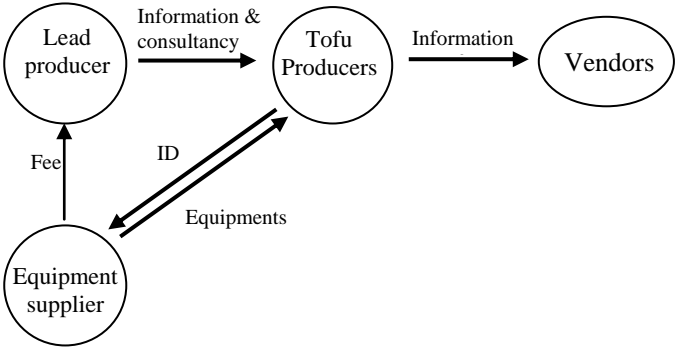 Lead
producer
Information &
consultancy
Tofu
Producers
Information
Vendors
Fee
ID
Equipments
Equipment
supplier